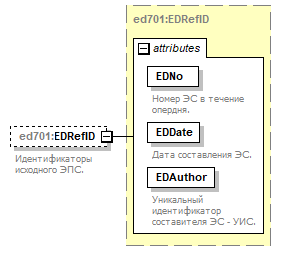 ed701:EDRefID
attributes
EDNo
Номер ЭС в течение
опердня.
ed701:EDRefID
Идентификаторы
исходного ЭПС.
EDDate
Дата составления ЭС.
EDAuthor
Уникальный
идентификатор
составителя ЭС - УИС.